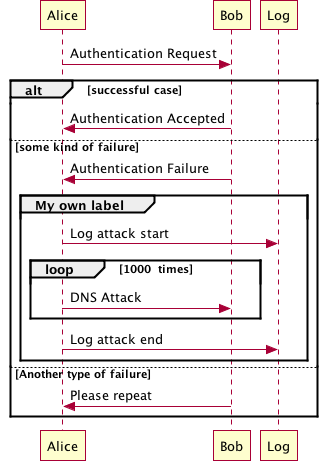 Alice Bob Log
Authentication Request
alt [successful case]
Authentication Accepted
[some kind of failure]
Authentication Failure
My own label
Log attack start
loop [1000 times]
DNS Attack
Log attack end
[Another type of failure]
Please repeat
Alice Bob Log